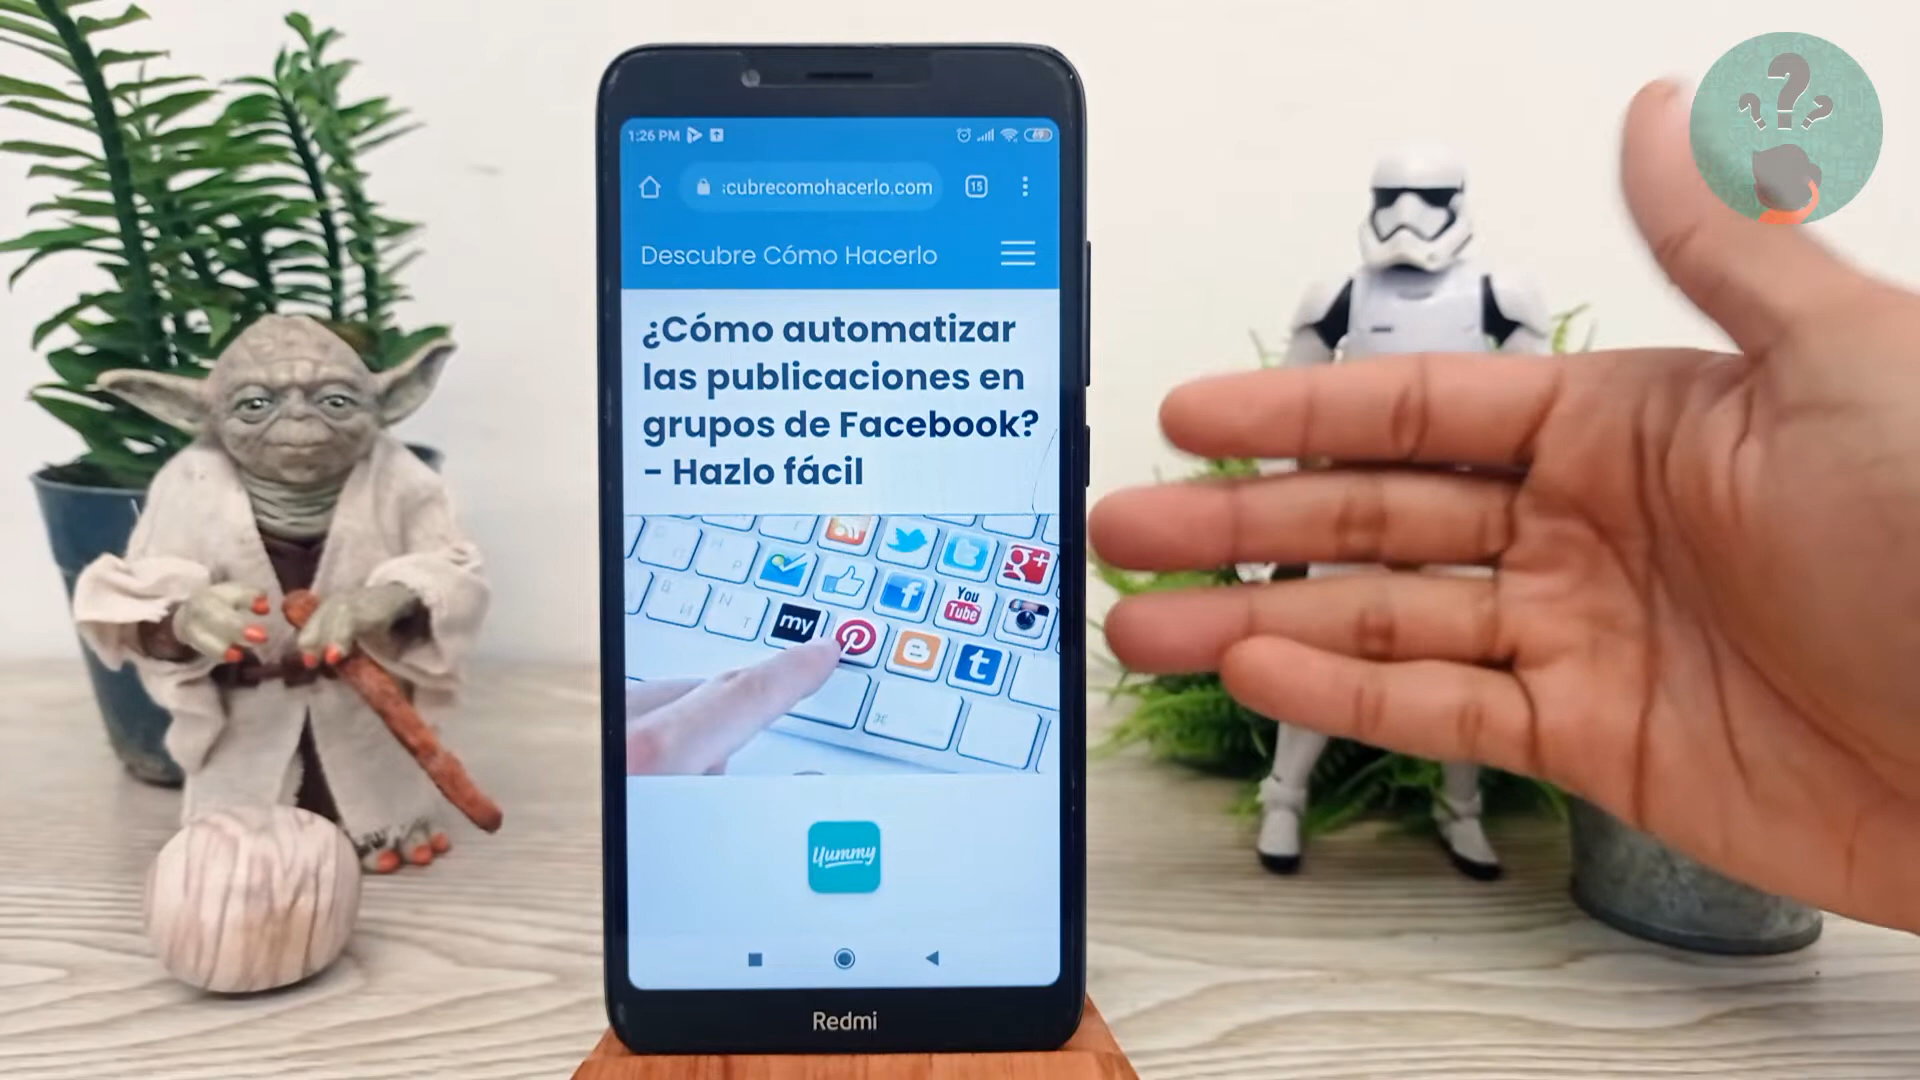 1:26 PM
69
:cubrecomohacerlo.com
15
Descubre Cómo Hacerlo
¿Cómo automatizar
las publicaciones en
grupos de Facebook?
- Hazlo fácil
g+
You
Tube
my
Yummy
Redmi